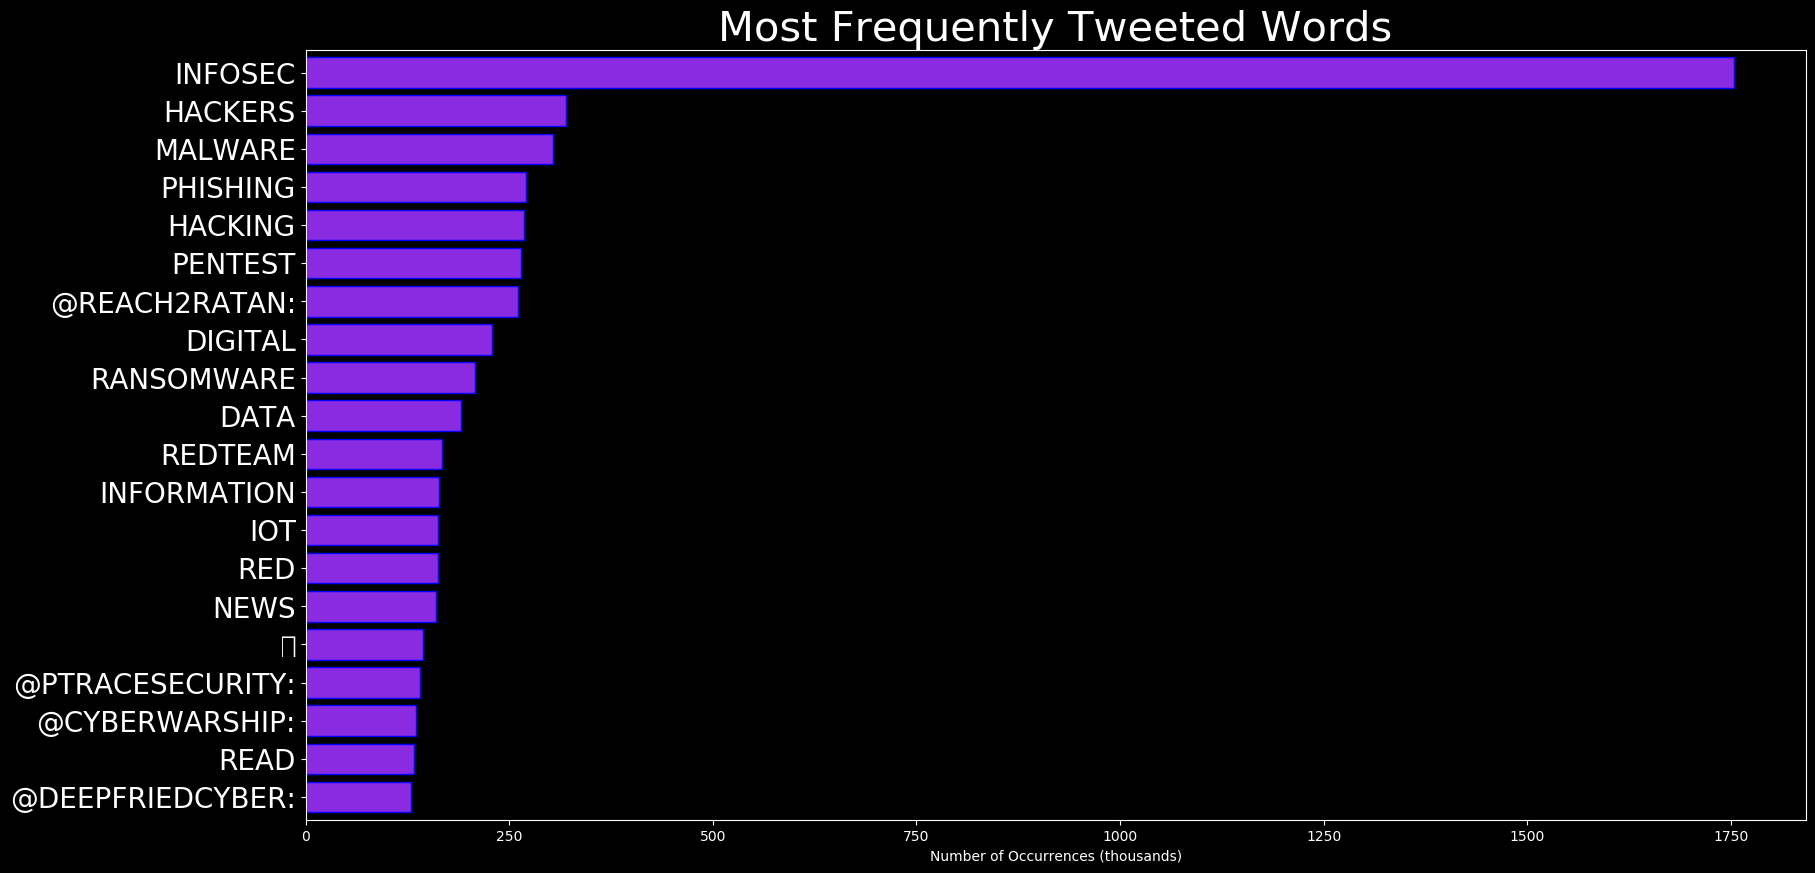 Most Frequently Tweeted Words
INFOSEC
HACKERS
MALWARE
PHISHING
HACKING
PENTEST
@REACH2RATAN:
DIGITAL
RANSOMWARE
DATA
REDTEAM
INFORMATION
IOT
RED
NEWS
@PTRACESECURITY:
@CYBERWARSHIP:
READ
@DEEPFRIEDCYBER:
0 250 500 750 1000 1250 1500 1750
Number of Occurrences (thousands)